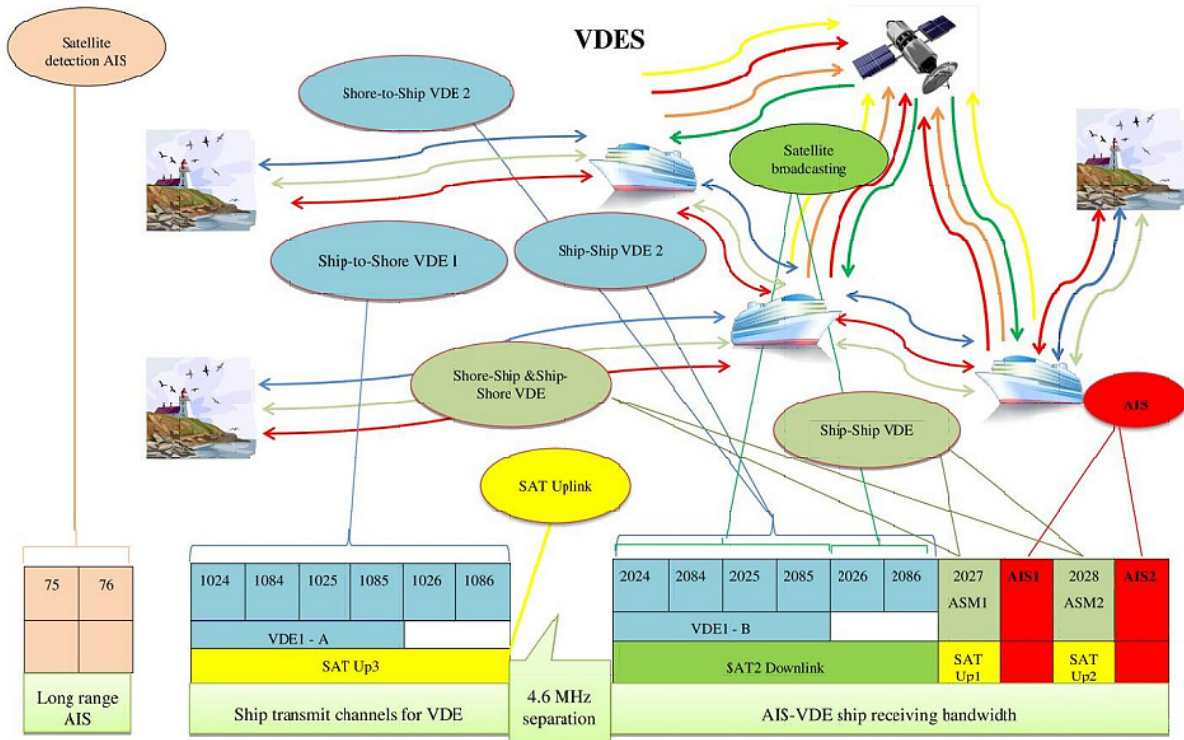 VDES
Satellite
detection AIS
Shore-to-Ship VDE 2
Satellite
broadcasting
Ship-to-Shore VDE 1
Ship-Ship VDE 2
Shore-Ship &Ship-
Shore VDE
Ship-Ship VDE
AIS
SAT Uplink
75
76
1024
1084
1025
1085
1026
1086
2024
2084
2025
2085
2026
2086
2027
ASM1
AIS1
2028
ASM2
AIS2
VDE1 - A
VDE1 - B
SAT Up3
SAT2 Downlink
SAT
Up1
SAT
Up2
Long range
AIS
Ship transmit channels for VDE
4.6 MHz
separation
AIS-VDE ship receiving bandwidth